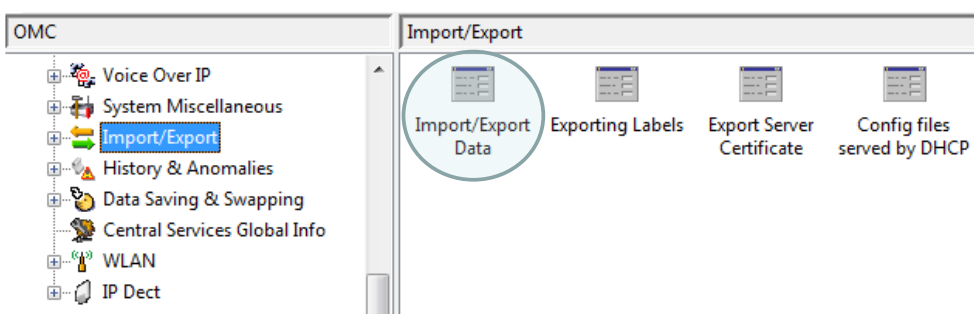 OMC
Voice Over IP
System Miscellaneous
Import/Export
History & Anomalies
Data Saving & Swapping
Central Services Global Info
WLAN
IP Dect
Import/Export
Import/Export
Data
Exporting Labels
Export Server
Certificate
Config files
served by DHCP